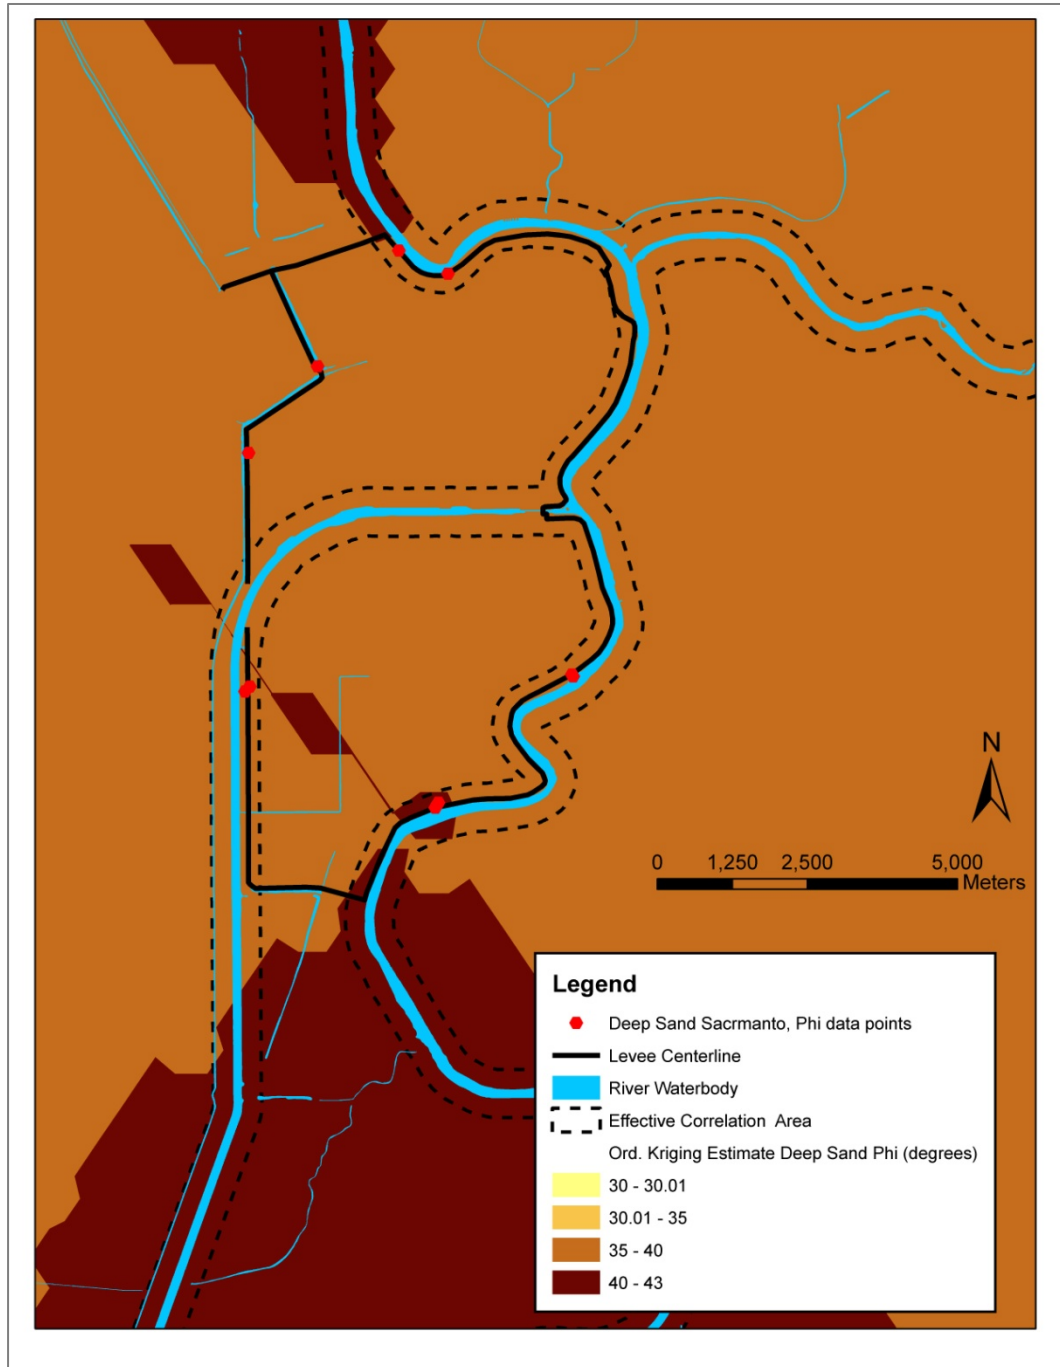 N
0 1,250 2,500 5,000
Meters
Legend
Deep Sand Sacrmanto, Phi data points
Levee Centerline
River Waterbody
Effective Correlation Area
Ord. Kriging Estimate Deep Sand Phi (degrees)
30 - 30.01
30.01 - 35
35 - 40
40 - 43